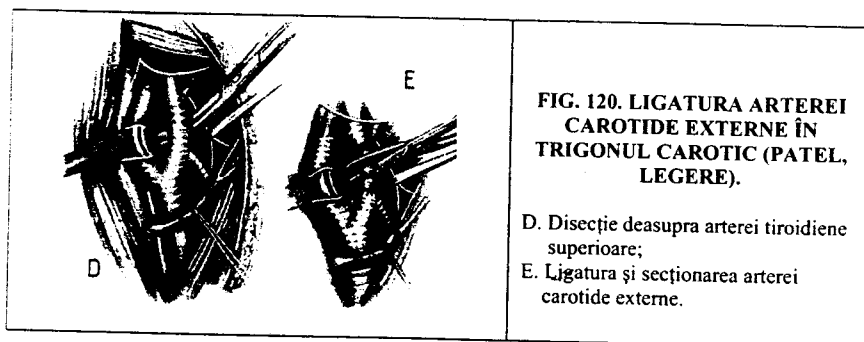 D
E
FIG. 120. LIGATURA ARTEREI
CAROTIDE EXTERNE ÎN
TRIGONUL CAROTIC (PATEL,
LEGERE).
D. Disecție deasupra arterei tiroidiene
superioare;
E. Ligatura și secționarea arterei
carotide externe.